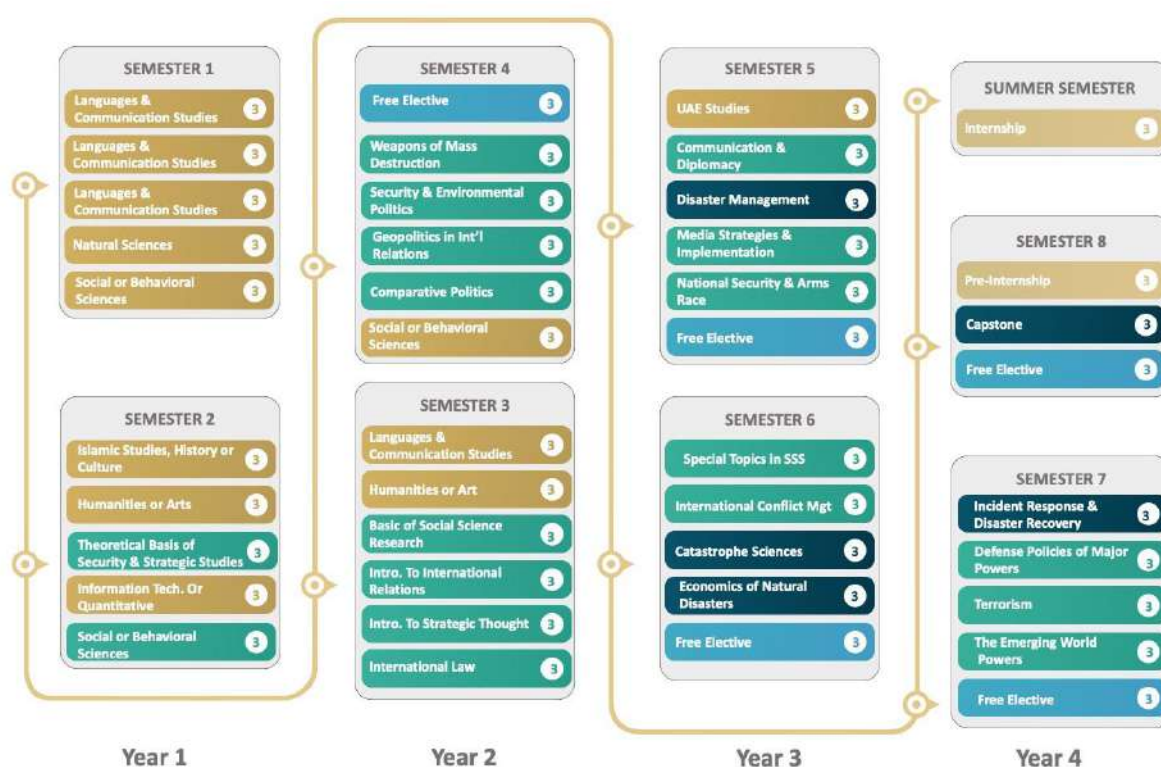 SEMESTER 1
Languages &
Communication Studies 3
Languages &
Communication Studies 3
Languages &
Communication Studies 3
Natural Sciences 3
Social or Behavioral
Sciences 3
SEMESTER 2
Islamic Studies, History or
Culture 3
Humanities or Arts 3
Theoretical Basis of
Security & Strategic Studies 3
Information Tech. Or
Quantitative 3
Social or Behavioral
Sciences 3
Year 1
SEMESTER 4
Free Elective 3
Weapons of Mass
Destruction 3
Security & Environmental
Politics 3
Geopolitics in Int'l
Relations 3
Comparative Politics 3
Social or Behavioral
Sciences 3
SEMESTER 3
Languages &
Communication Studies 3
Humanities or Art 3
Basic of Social Science
Research 3
Intro. To International
Relations 3
Intro. To Strategic Thought 3
International Law 3
Year 2
SEMESTER 5
UAE Studies 3
Communication &
Diplomacy 3
Disaster Management 3
Media Strategies &
Implementation 3
National Security & Arms
Race 3
Free Elective 3
SEMESTER 6
Special Topics in SSS 3
International Conflict Mgt 3
Catastrophe Sciences 3
Economics of Natural
Disasters 3
Free Elective 3
Year 3
SUMMER SEMESTER
Internship 3
SEMESTER 8
Pre-Internship 3
Capstone 3
Free Elective 3
SEMESTER 7
Incident Response &
Disaster Recovery 3
Defense Policies of Major
Powers 3
Terrorism 3
The Emerging World
Powers 3
Free Elective 3
Year 4